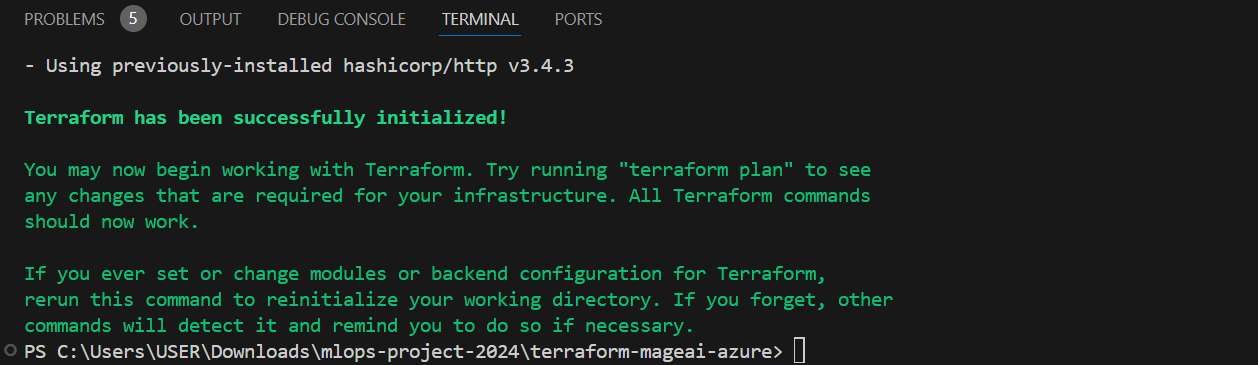 PROBLEMS 5 OUTPUT DEBUG CONSOLE TERMINAL PORTS
- Using previously-installed hashicorp/http v3.4.3
Terraform has been successfully initialized!
You may now begin working with Terraform. Try running "terraform plan" to see
any changes that are required for your infrastructure. All Terraform commands
should now work.
If you ever set or change modules or backend configuration for Terraform,
rerun this command to reinitialize your working directory. If you forget, other
commands will detect it and remind you to do so if necessary.
PS C:\Users\USER\Downloads\mlops-project-2024\terraform-mageai-azure>